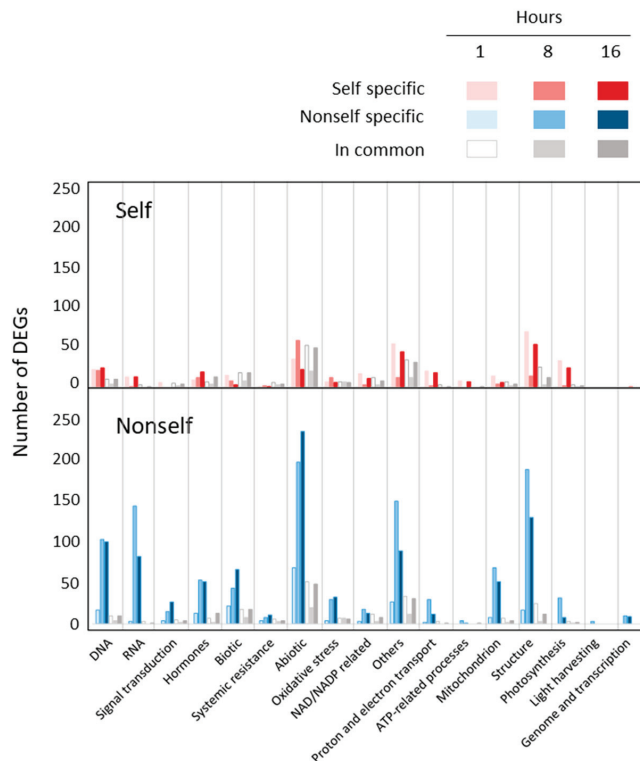 Hours
1 8 16
Self specific
Nonself specific
In common
Number of DEGs
250
200
150
100
50
0
Self
250
200
150
100
50
0
Nonself
DNA
RNA
Signal transduction
Hormones
Biotic
Systemic resistance
Abiotic
Oxidative stress
NAD/NADP related
Others
Proton and electron transport
ATP-related processes
Mitochondrion
Structure
Photosynthesis
Light harvesting
Genome and transcription